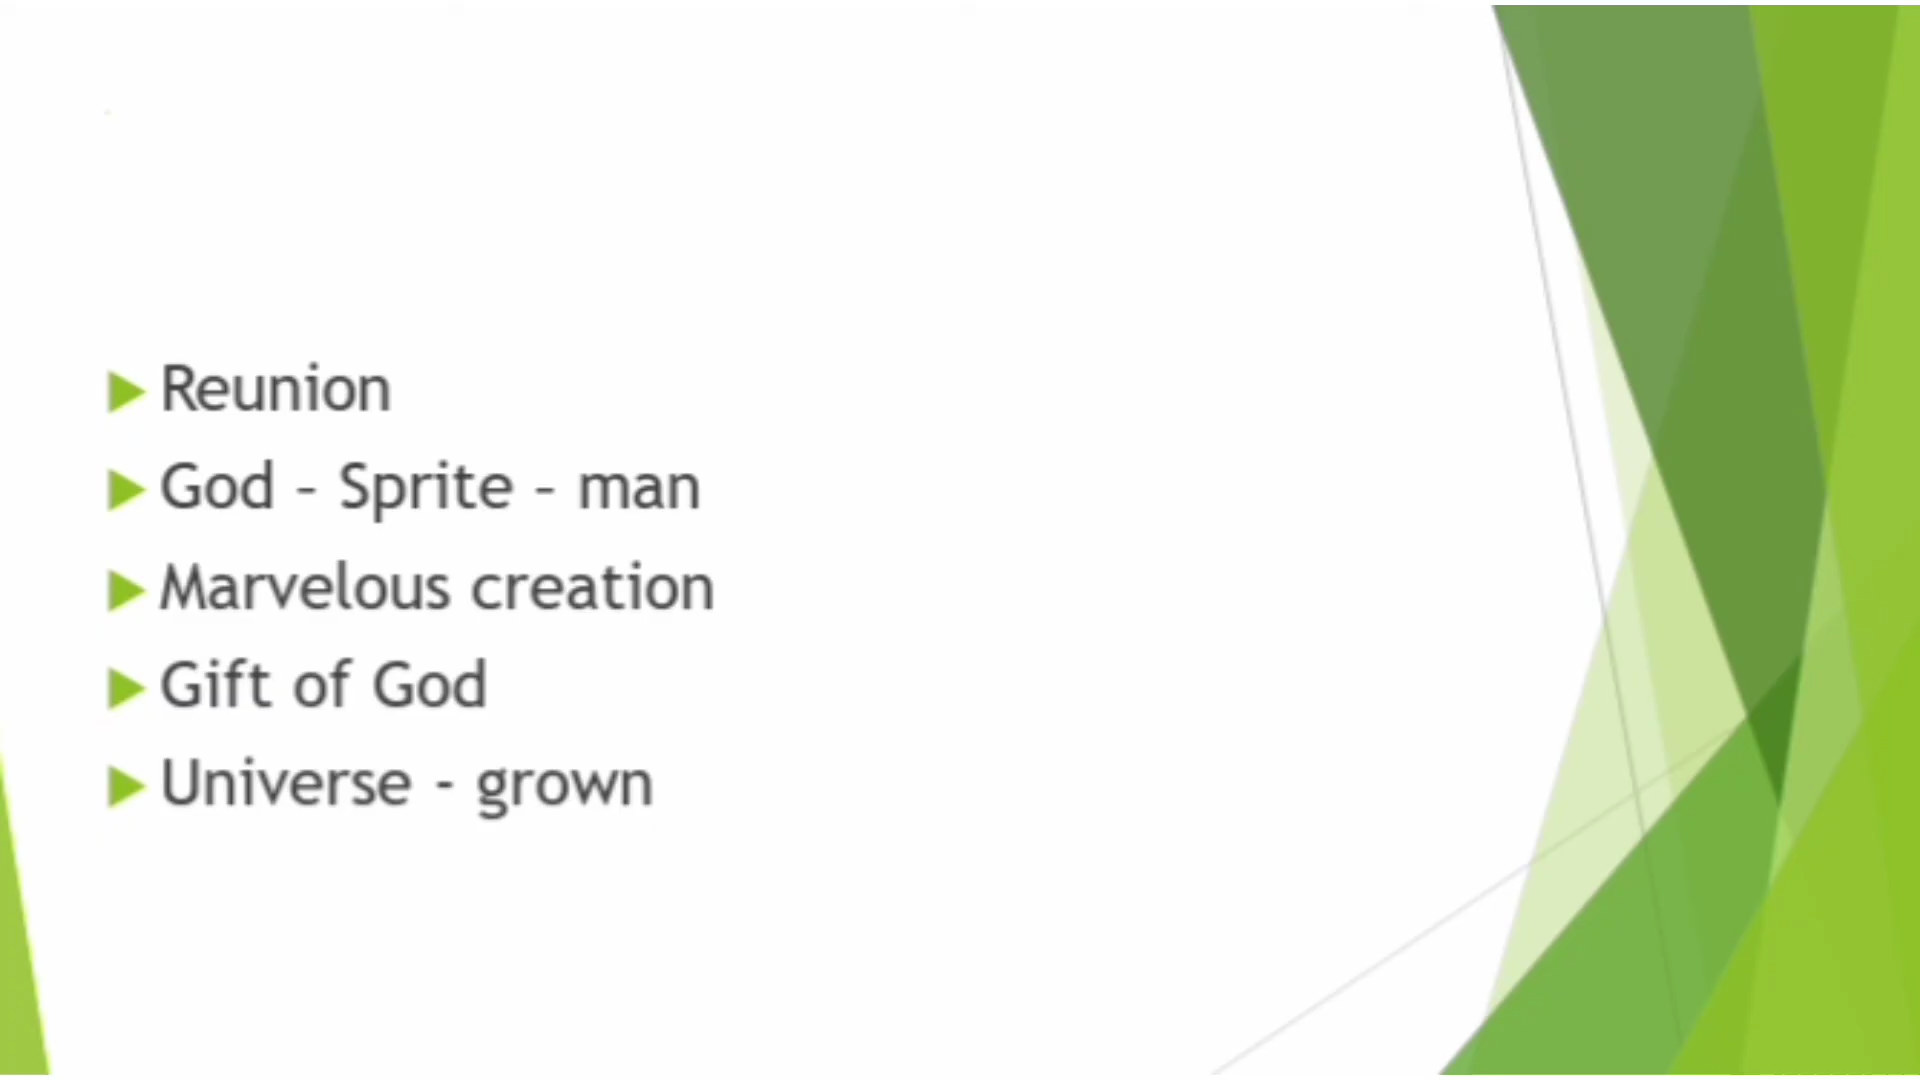 Reunion
God – Sprite – man
Marvelous creation
Gift of God
Universe - grown